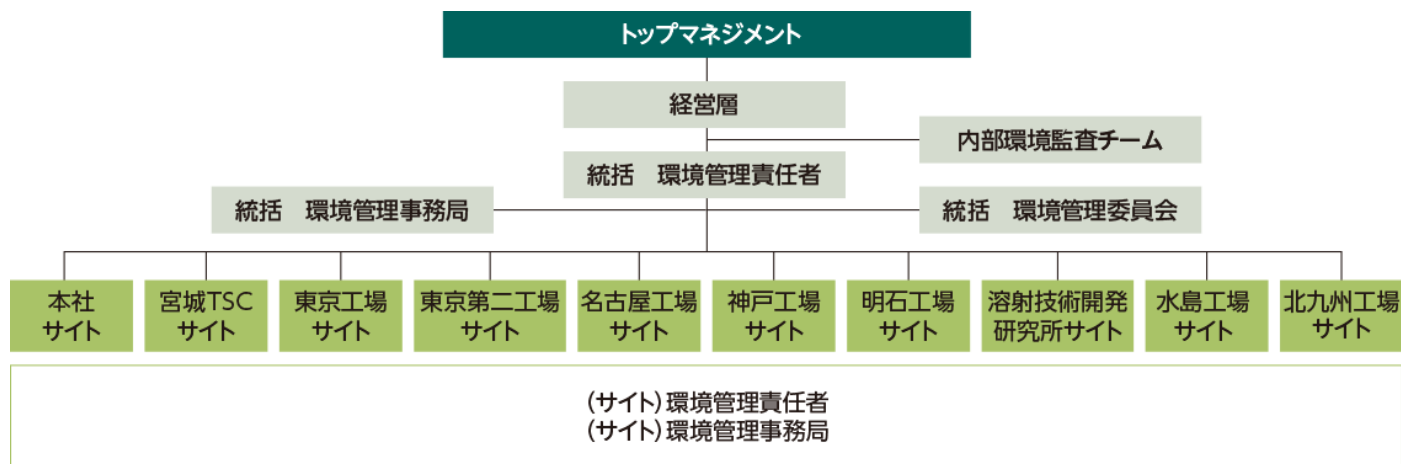 トップマネジメント
経営層
内部環境監査チーム
統括　環境管理責任者
統括　環境管理事務局
統括　環境管理委員会
本社
サイト
宮城TSC
サイト
東京工場
サイト
東京第二工場
サイト
名古屋工場
サイト
神戸工場
サイト
明石工場
サイト
溶射技術開発
研究所サイト
水島工場
サイト
北九州工場
サイト
(サイト)環境管理責任者
(サイト)環境管理事務局